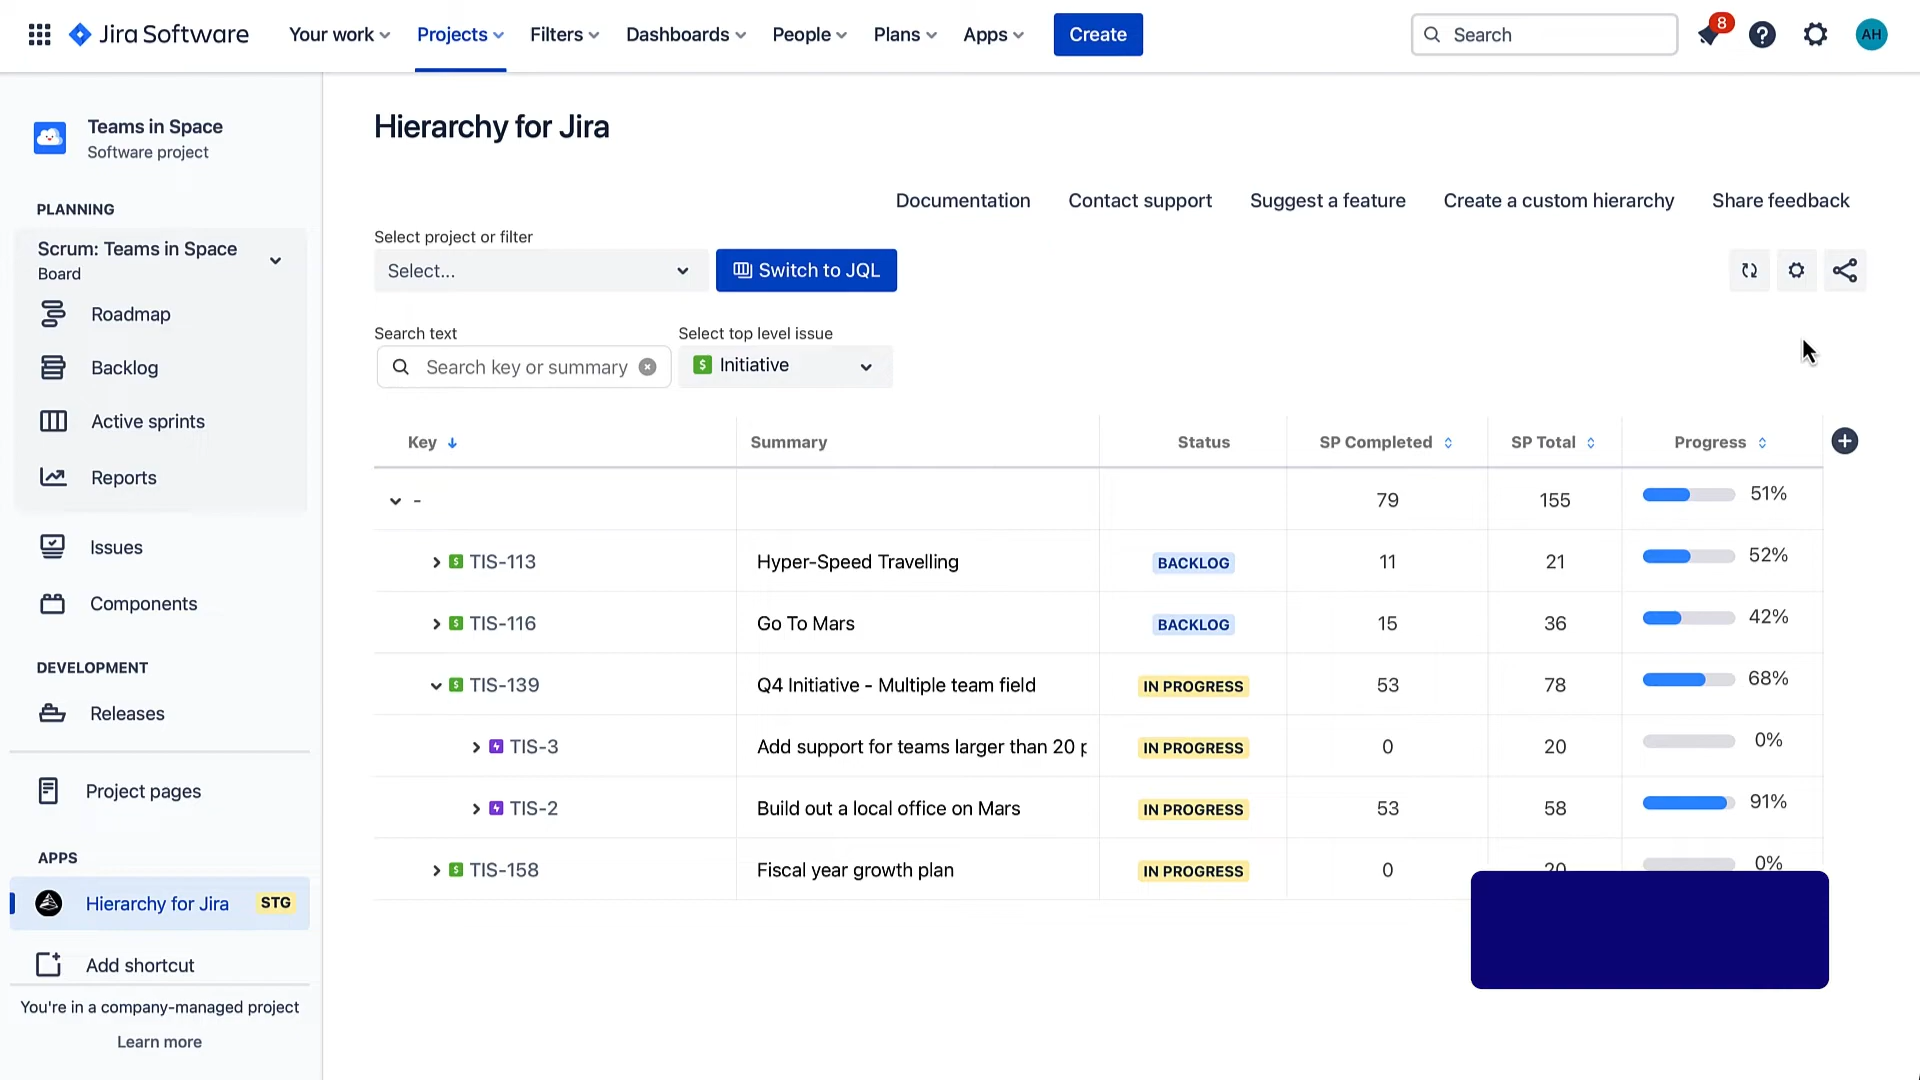 Jira Software
Your work
Projects
Filters
Dashboards
People
Plans
Apps
Create
Search
8
AH
Teams in Space
Software project
PLANNING
Scrum: Teams in Space
Board
Roadmap
Backlog
Active sprints
Reports
Issues
Components
DEVELOPMENT
Releases
Project pages
APPS
Hierarchy for Jira STG
Add shortcut
You're in a company-managed project
Learn more
Hierarchy for Jira
Documentation Contact support Suggest a feature Create a custom hierarchy Share feedback
Select project or filter
Select...
Switch to JQL
Search text
Search key or summary
Select top level issue
Initiative
Key Summary Status SP Completed SP Total Progress
- 79 155 51%
TIS-113 Hyper-Speed Travelling BACKLOG 11 21 52%
TIS-116 Go To Mars BACKLOG 15 36 42%
TIS-139 Q4 Initiative - Multiple team field IN PROGRESS 53 78 68%
TIS-3 Add support for teams larger than 20 p IN PROGRESS 0 20 0%
TIS-2 Build out a local office on Mars IN PROGRESS 53 58 91%
TIS-158 Fiscal year growth plan IN PROGRESS 0 20 0%